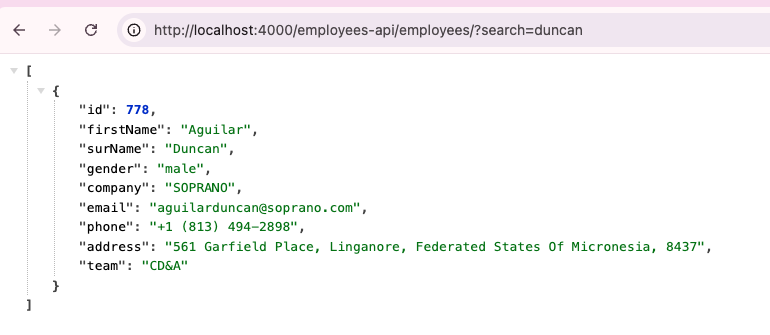 http://localhost:4000/employees-api/employees/?search=duncan
[
{
"id": 778,
"firstName": "Aguilar",
"surName": "Duncan",
"gender": "male",
"company": "SOPRANO",
"email": "aguilarduncan@soprano.com",
"phone": "+1 (813) 494-2898",
"address": "561 Garfield Place, Linganore, Federated States Of Micronesia, 8437",
"team": "CD&A"
}
]